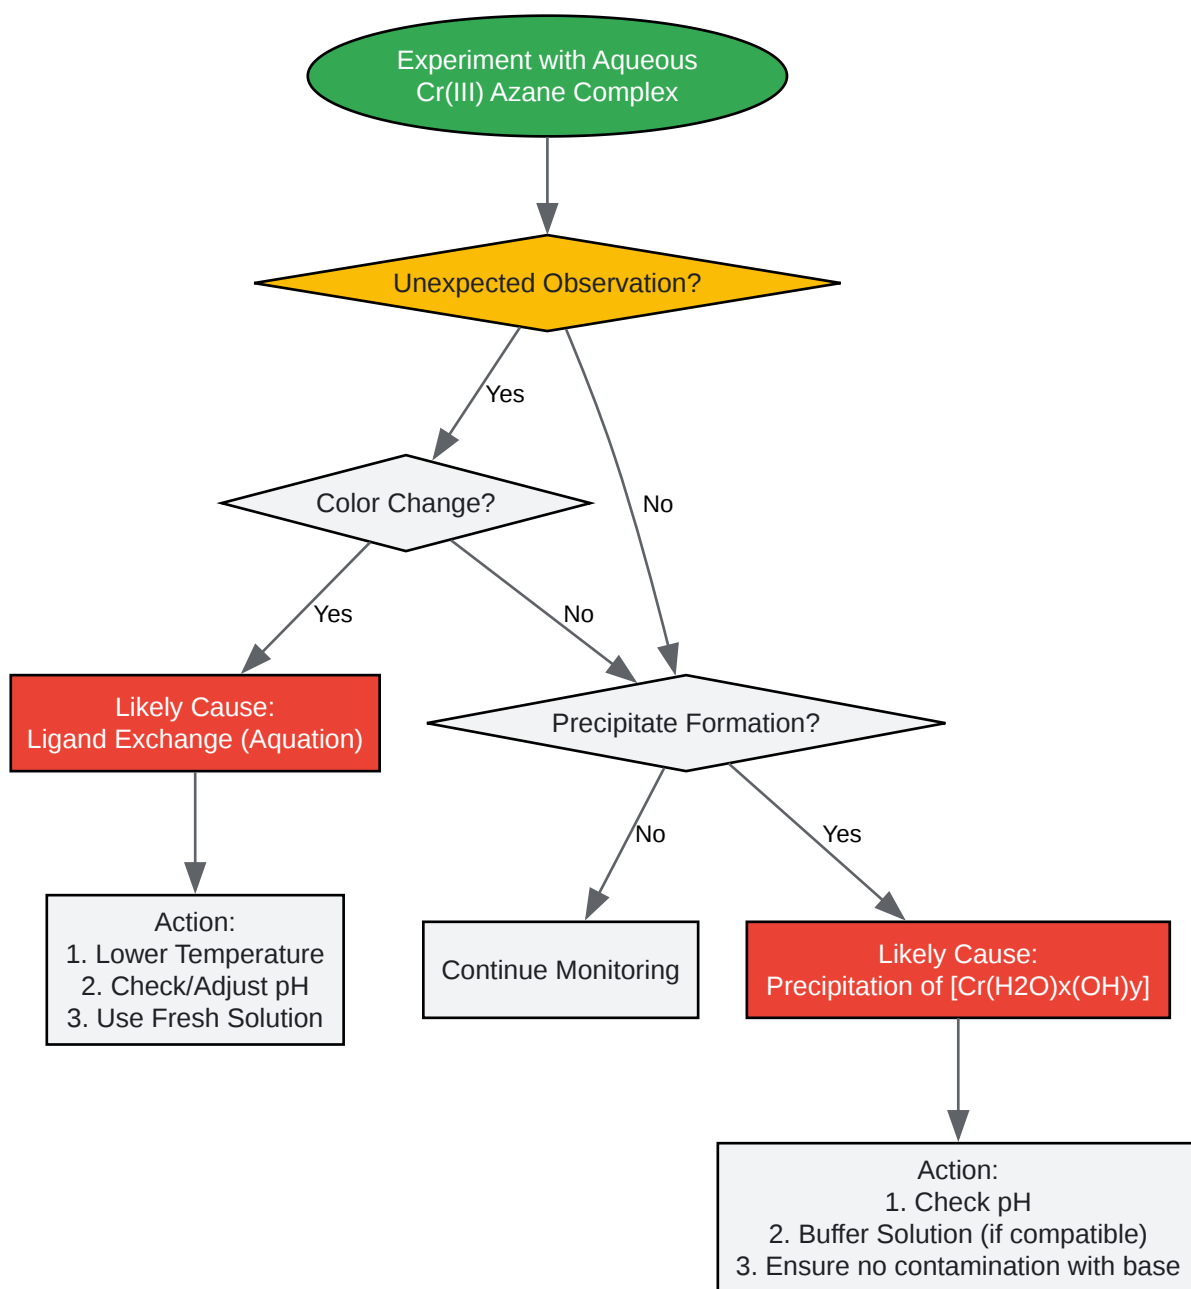 Experiment with Aqueous
Cr(III) Azane Complex
Unexpected Observation?
Yes
No
Color Change?
Yes
No
Likely Cause:
Ligand Exchange (Aquation)
Precipitate Formation?
No
Yes
Action:
1. Lower Temperature
2. Check/Adjust pH
3. Use Fresh Solution
Continue Monitoring
Likely Cause:
Precipitation of [Cr(H2O)x(OH)y]
Action:
1. Check pH
2. Buffer Solution (if compatible)
3. Ensure no contamination with base